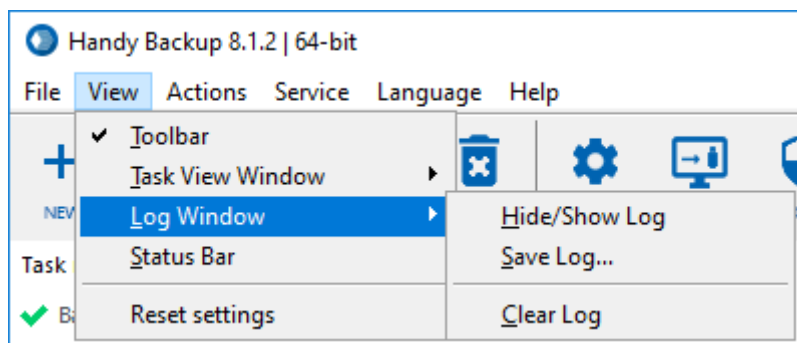 Handy Backup 8.1.2 | 64-bit
File View Actions Service Language Help
Toolbar
Task View Window
NEW
Log Window
Hide/Show Log
Task
Status Bar
Save Log...
Reset settings
Clear Log